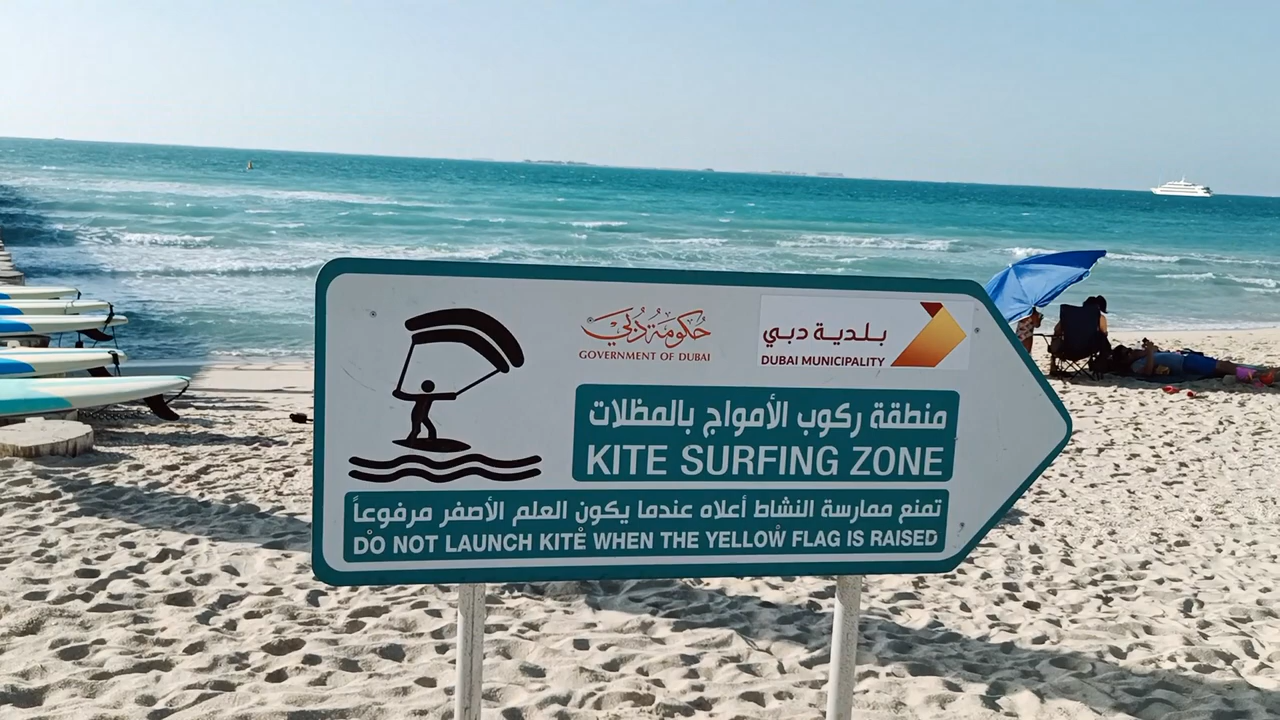 حكومة دبي
GOVERNMENT OF DUBAI
بلدية دبي
DUBAI MUNICIPALITY
منطقة ركوب الأمواج بالمظلات
KITE SURFING ZONE
تمنع ممارسة النشاط أعلاه عندما يكون العلم الأصفر مرفوعاً
DO NOT LAUNCH KITE WHEN THE YELLOW FLAG IS RAISED